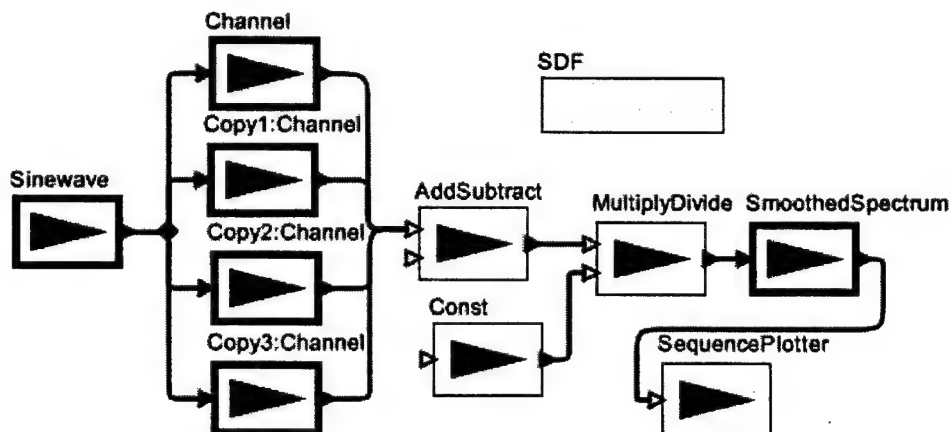 Channel
SDF
Copy1:Channel
Sinewave
AddSubtract
MultiplyDivide
SmoothedSpectrum
Copy2:Channel
Const
Copy3:Channel
SequencePlotter